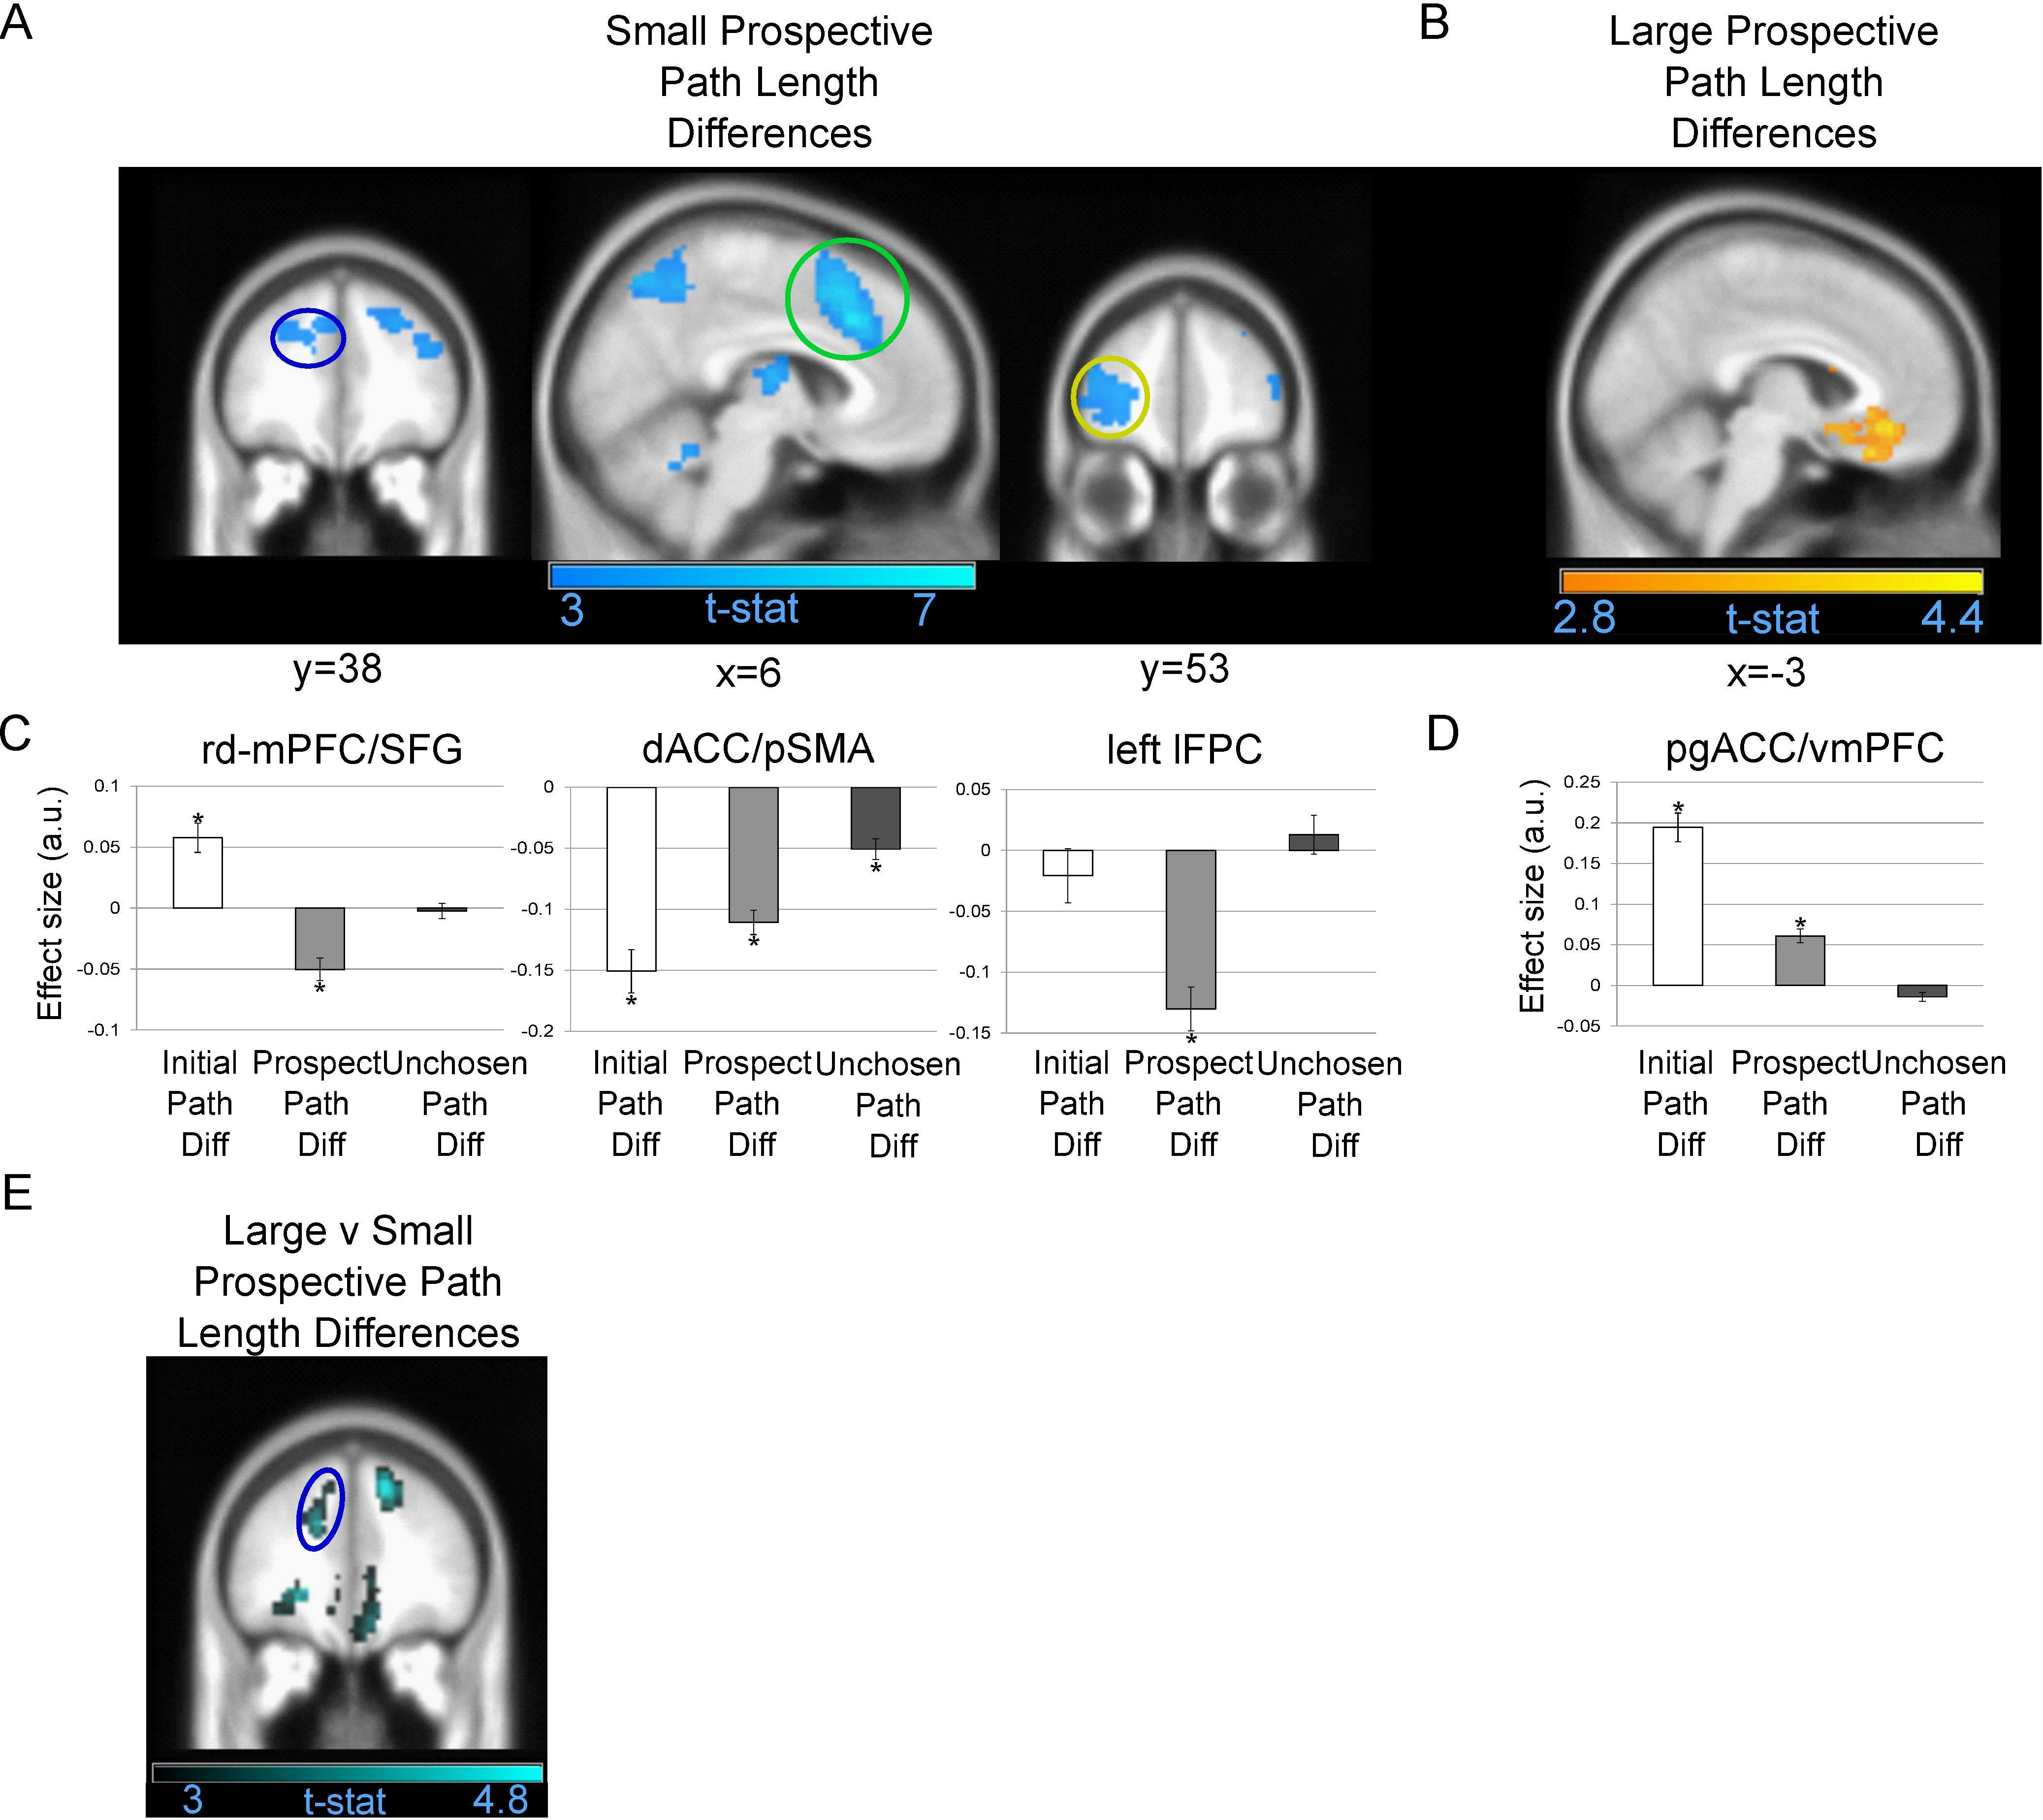 A
Small Prospective
Path Length
Differences
B
Large Prospective
Path Length
Differences
3 t-stat 7
2.8 t-stat 4.4
y=38
x=6
y=53
x=-3
C
rd-mPFC/SFG
Effect size (a.u.)
0.1
0.05
0
-0.05
-0.1
*
*
Initial Prospect Unchosen
Path Path Path
Diff Diff Diff
dACC/pSMA
0
-0.05
-0.1
-0.15
-0.2
*
*
*
Initial Prospect Unchosen
Path Path Path
Diff Diff Diff
left lFPC
0.05
0
-0.05
-0.1
-0.15
*
Initial Prospect Unchosen
Path Path Path
Diff Diff Diff
D
pgACC/vmPFC
Effect size (a.u.)
0.25
0.2
0.15
0.1
0.05
0
-0.05
*
*
Initial Prospect Unchosen
Path Path Path
Diff Diff Diff
E
Large v Small
Prospective Path
Length Differences
3 t-stat 4.8